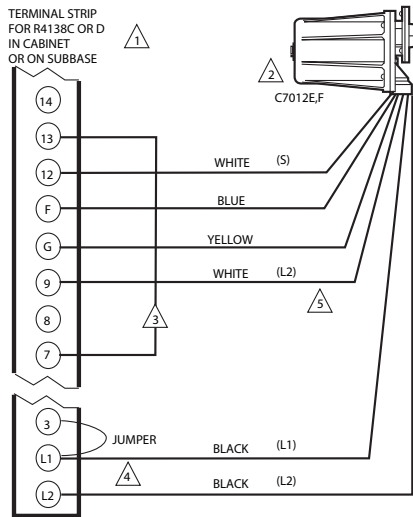 TERMINAL STRIP
FOR R4138C OR D
IN CABINET
OR ON SUBBASE
1
2
C7012E,F
14
13
12 WHITE (S)
F BLUE
G YELLOW
9 WHITE (L2)
5
8
3
7
3
JUMPER
L1 BLACK (L1)
4
L2 BLACK (L2)